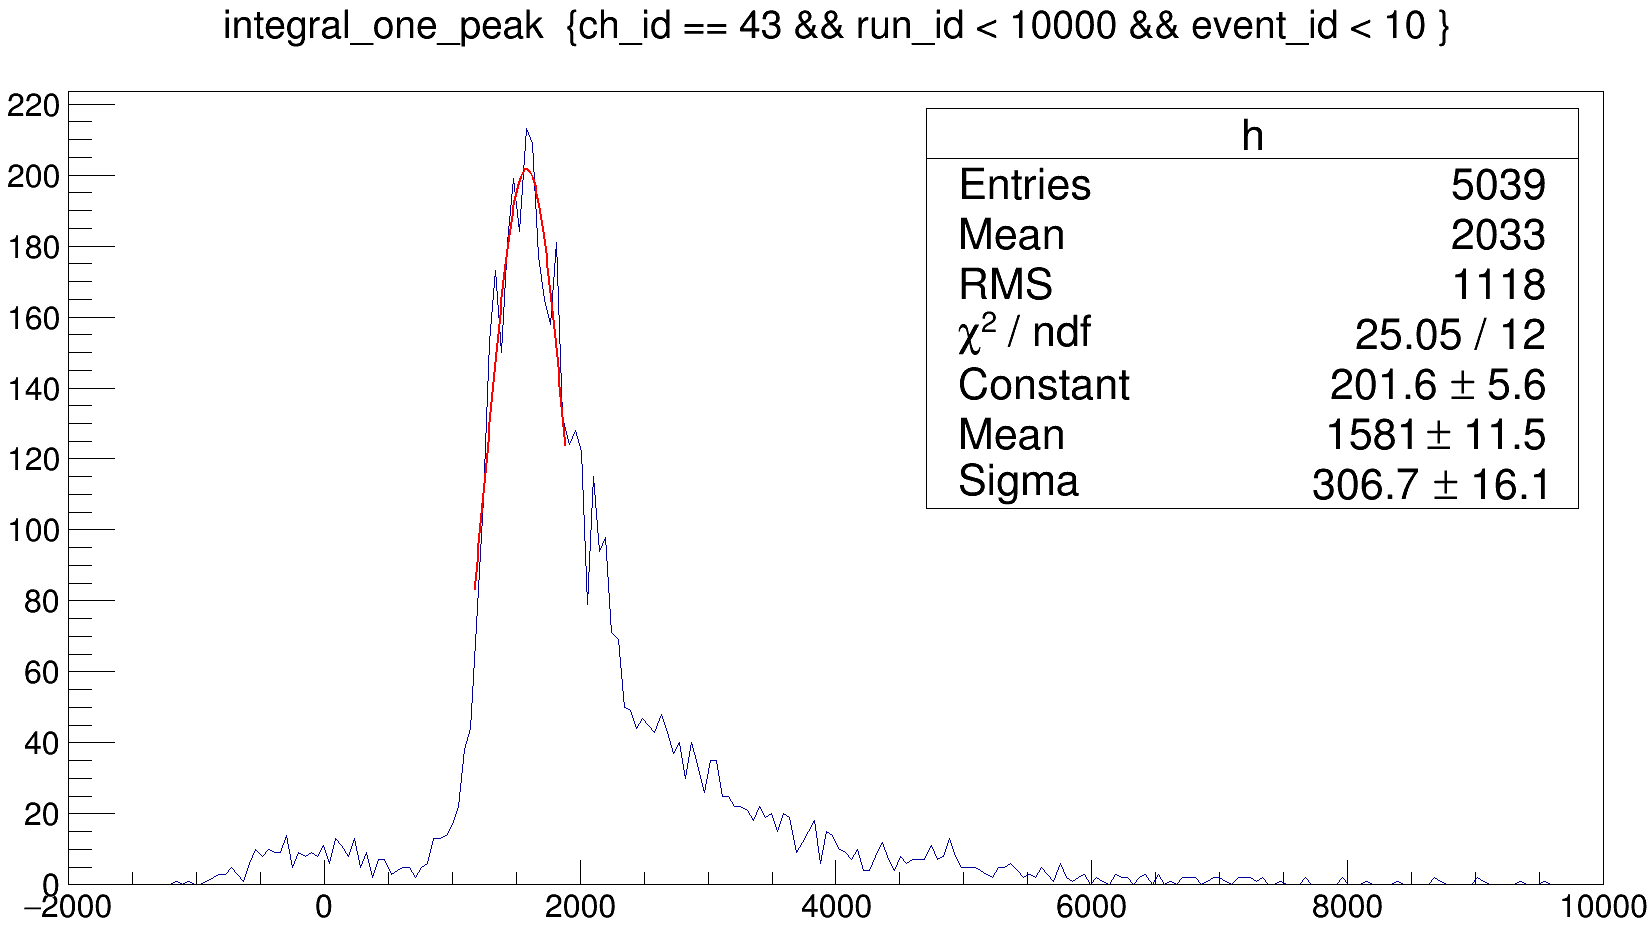 integral_one_peak {ch_id == 43 && run_id < 10000 && event_id < 10 }
h
Entries 5039
Mean 2033
RMS 1118
χ² / ndf 25.05 / 12
Constant 201.6 ± 5.6
Mean 1581 ± 11.5
Sigma 306.7 ± 16.1
220
200
180
160
140
120
100
80
60
40
20
0
−2000 0 2000 4000 6000 8000 10000